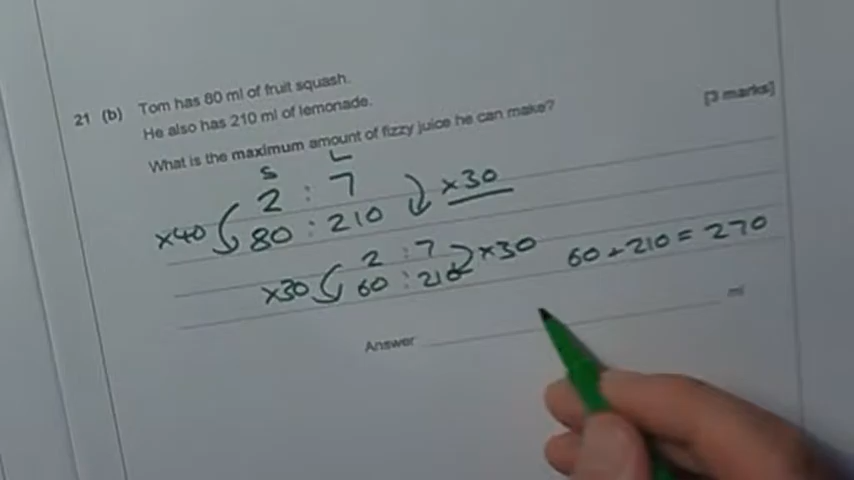 21 (b) Tom has 80 ml of fruit squash.
He also has 210 ml of lemonade.
What is the maximum amount of fizzy juice he can make?
[3 marks]
S L
2 : 7 ×30
×40 80 : 210
2 : 7 ×30
×30 60 : 210
60 + 210 = 270
Answer ml